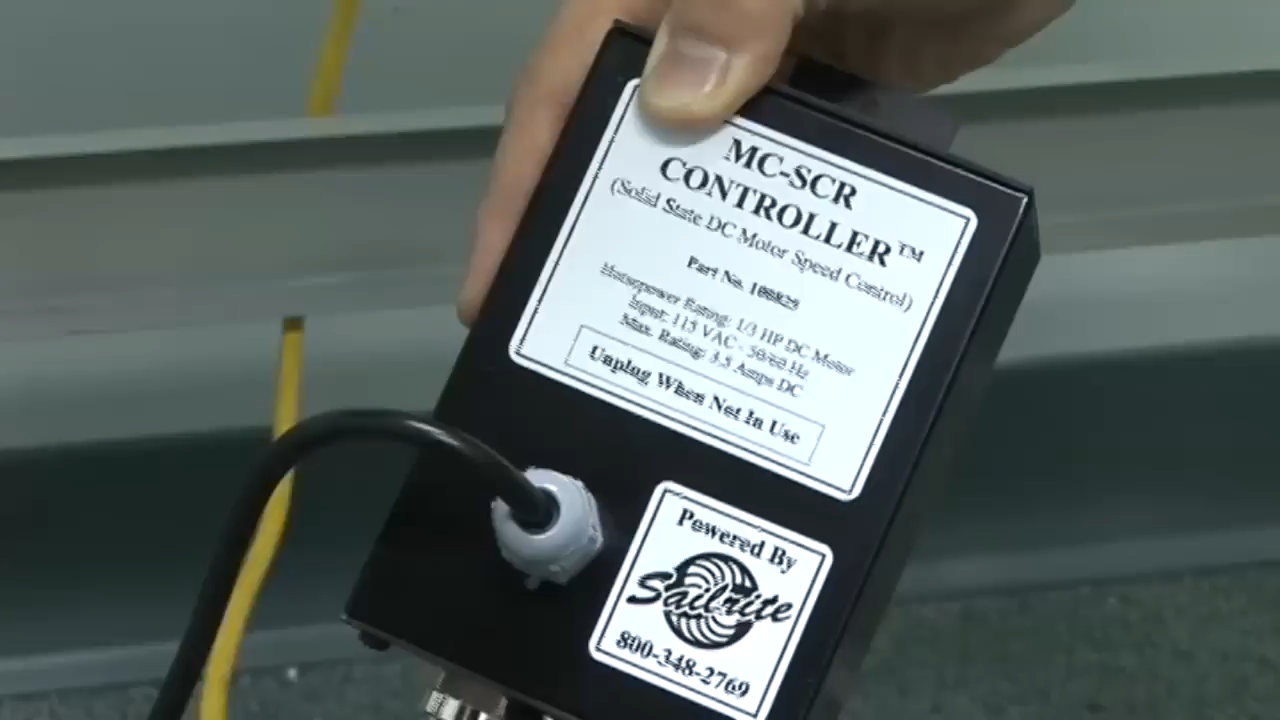 MC-SCR
CONTROLLER™
(Solid State DC Motor Speed Control)
Part No.
Horsepower Rating: 1/3 HP DC Motor
Input: 115 VAC - 50/60 Hz
Max. Rating: 3.5 Amps DC
Unplug When Not In Use
Powered By
Sailrite
800-348-2769